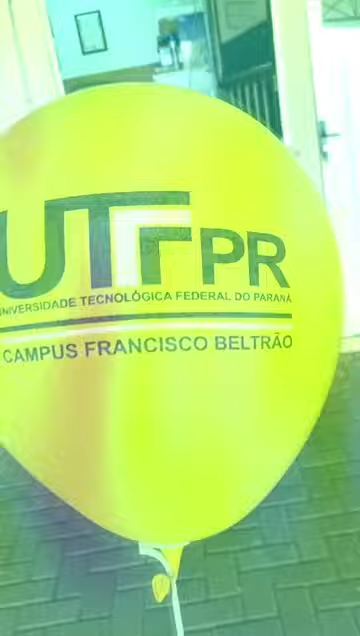 UTFPR
UNIVERSIDADE TECNOLÓGICA FEDERAL DO PARANÁ
CAMPUS FRANCISCO BELTRÃO